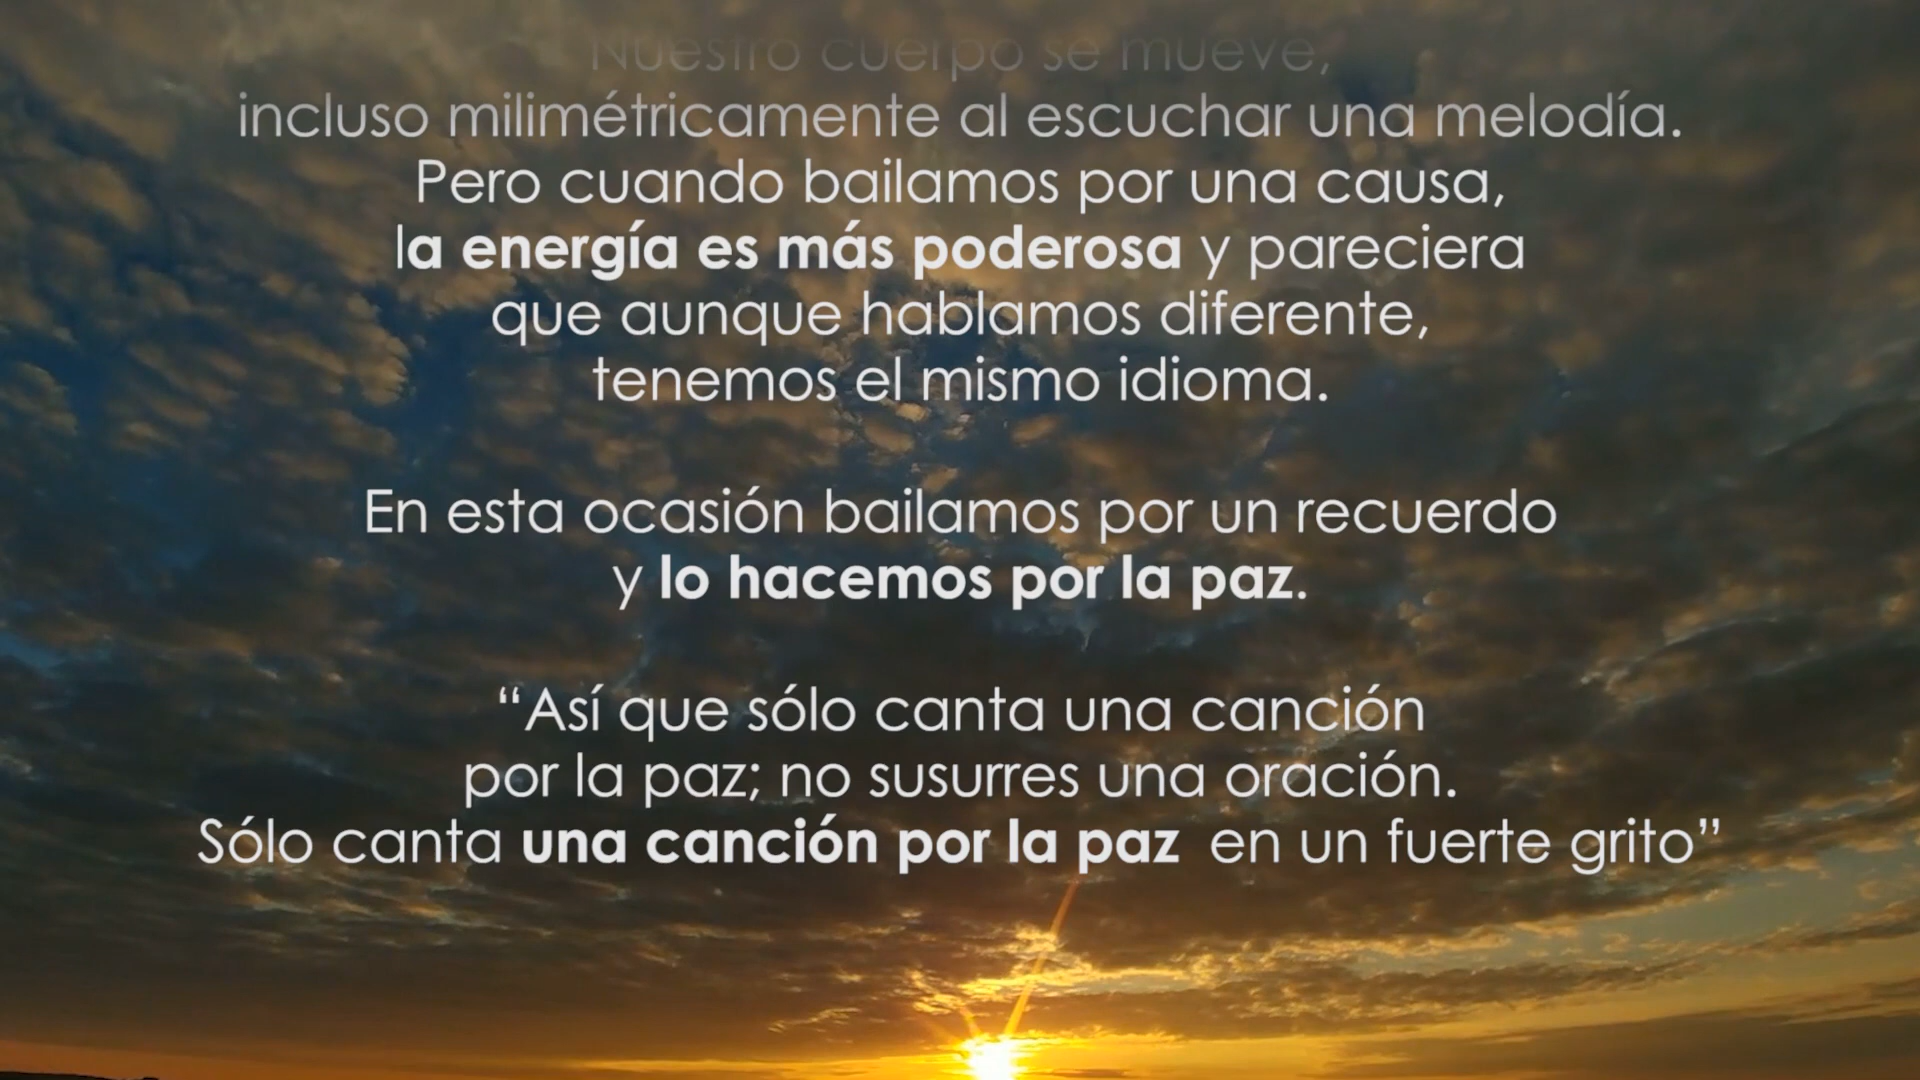 Nuestro cuerpo se mueve,
incluso milimétricamente al escuchar una melodía.
Pero cuando bailamos por una causa,
la energía es más poderosa y pareciera
que aunque hablamos diferente,
tenemos el mismo idioma.
En esta ocasión bailamos por un recuerdo
y lo hacemos por la paz.
“Así que sólo canta una canción
por la paz; no susurres una oración.
Sólo canta una canción por la paz en un fuerte grito”